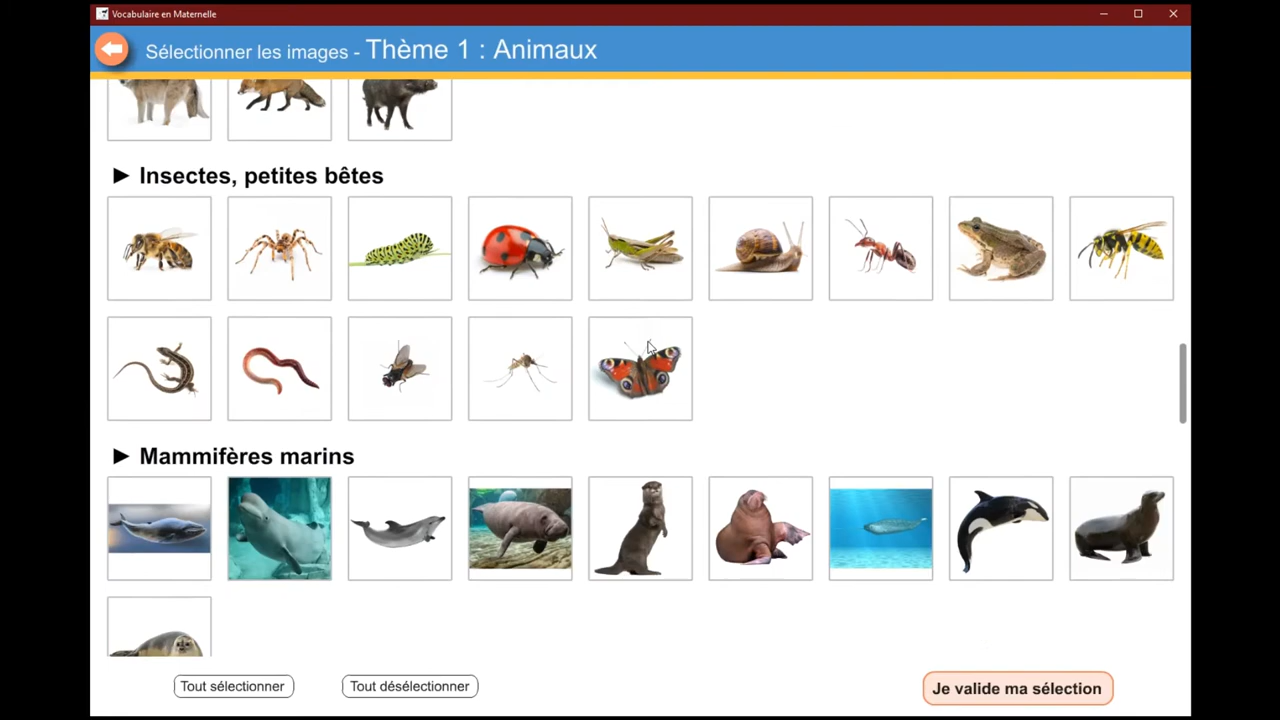 Vocabulaire en Maternelle
Sélectionner les images - Thème 1 : Animaux
► Insectes, petites bêtes
► Mammifères marins
Tout sélectionner
Tout désélectionner
Je valide ma sélection